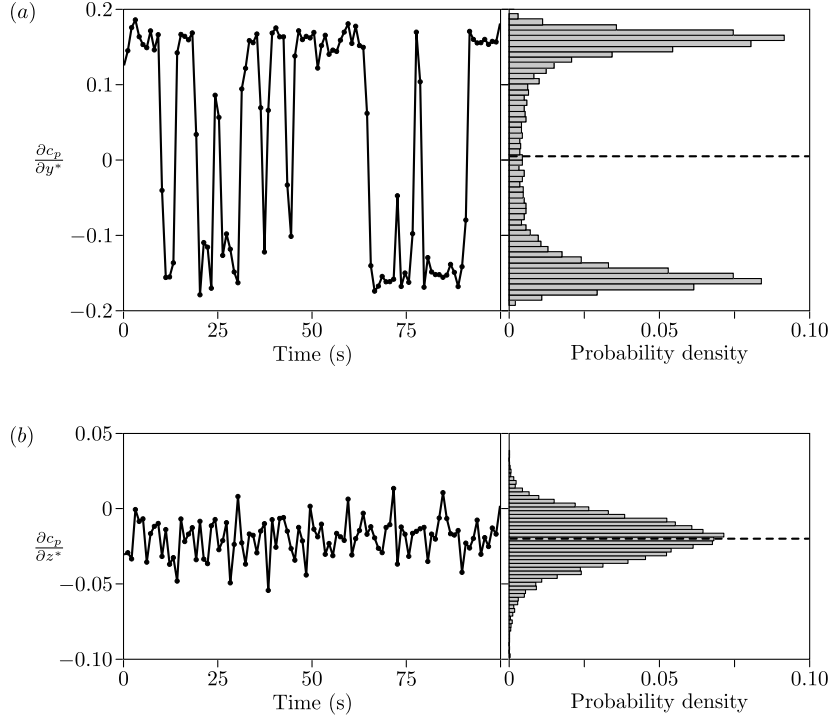 (a)
0.2
0.1
0
−0.1
−0.2
∂c_p
∂y*
0 25 50 75 0 0.05 0.10
Time (s) Probability density
(b)
0.05
0
−0.05
−0.10
∂c_p
∂z*
0 25 50 75 0 0.05 0.10
Time (s) Probability density